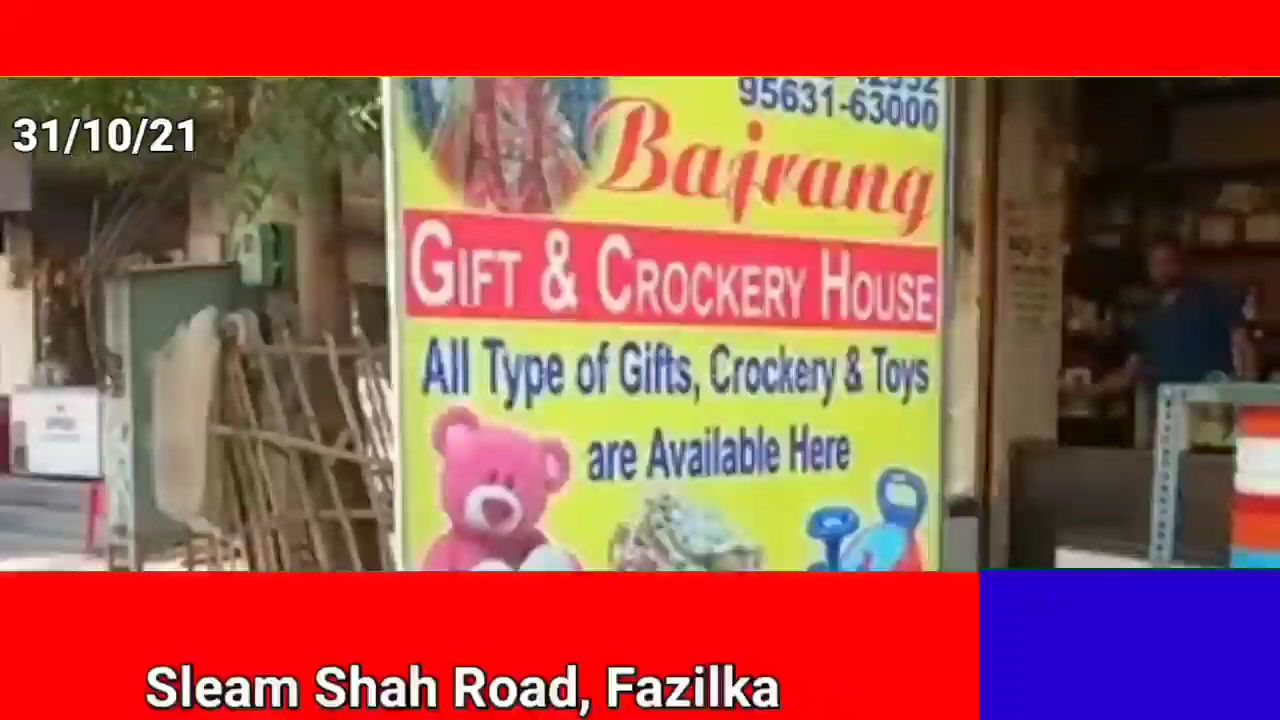 31/10/21
95631-63000
Bajrang
GIFT & CROCKERY HOUSE
All Type of Gifts, Crockery & Toys
are Available Here
Sleam Shah Road, Fazilka